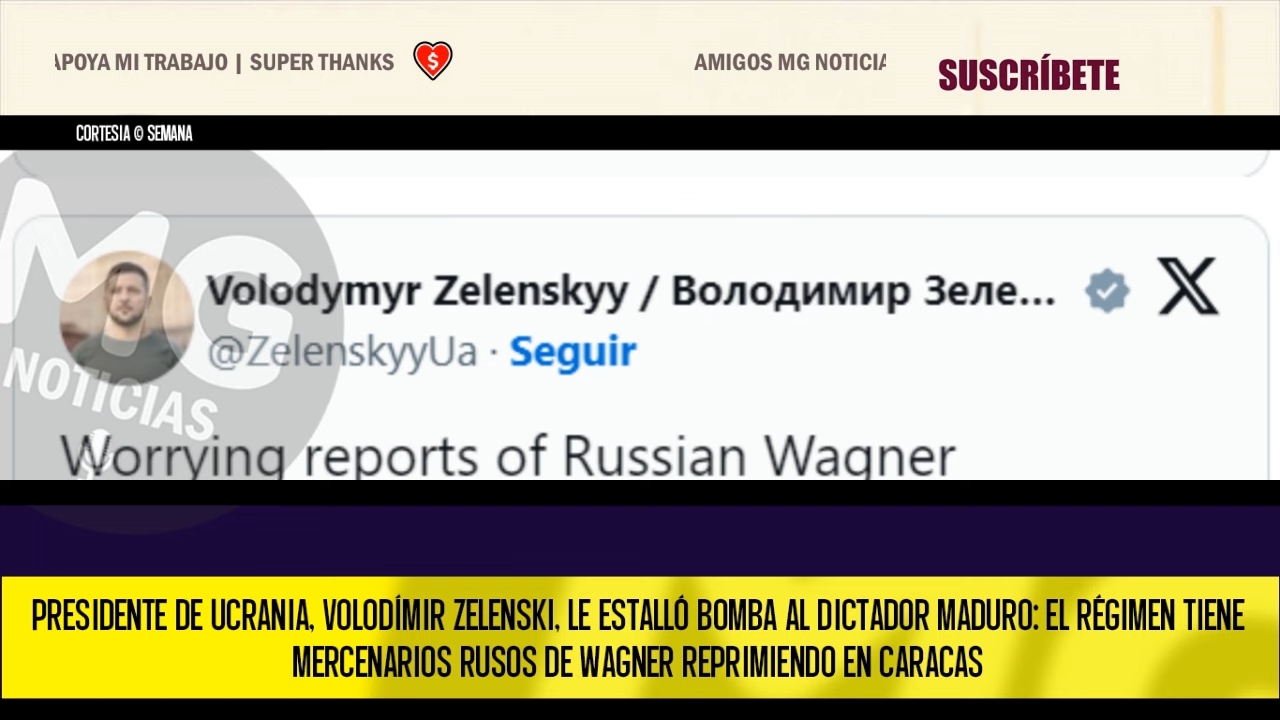 APOYA MI TRABAJO | SUPER THANKS $ AMIGOS MG NOTICIA
SUSCRÍBETE
CORTESIA © SEMANA
MG
NOTICIAS
Volodymyr Zelenskyy / Володимир Зеле...
@ZelenskyyUa · Seguir
Worrying reports of Russian Wagner
PRESIDENTE DE UCRANIA, VOLODÍMIR ZELENSKI, LE ESTALLÓ BOMBA AL DICTADOR MADURO: EL RÉGIMEN TIENE
MERCENARIOS RUSOS DE WAGNER REPRIMIENDO EN CARACAS